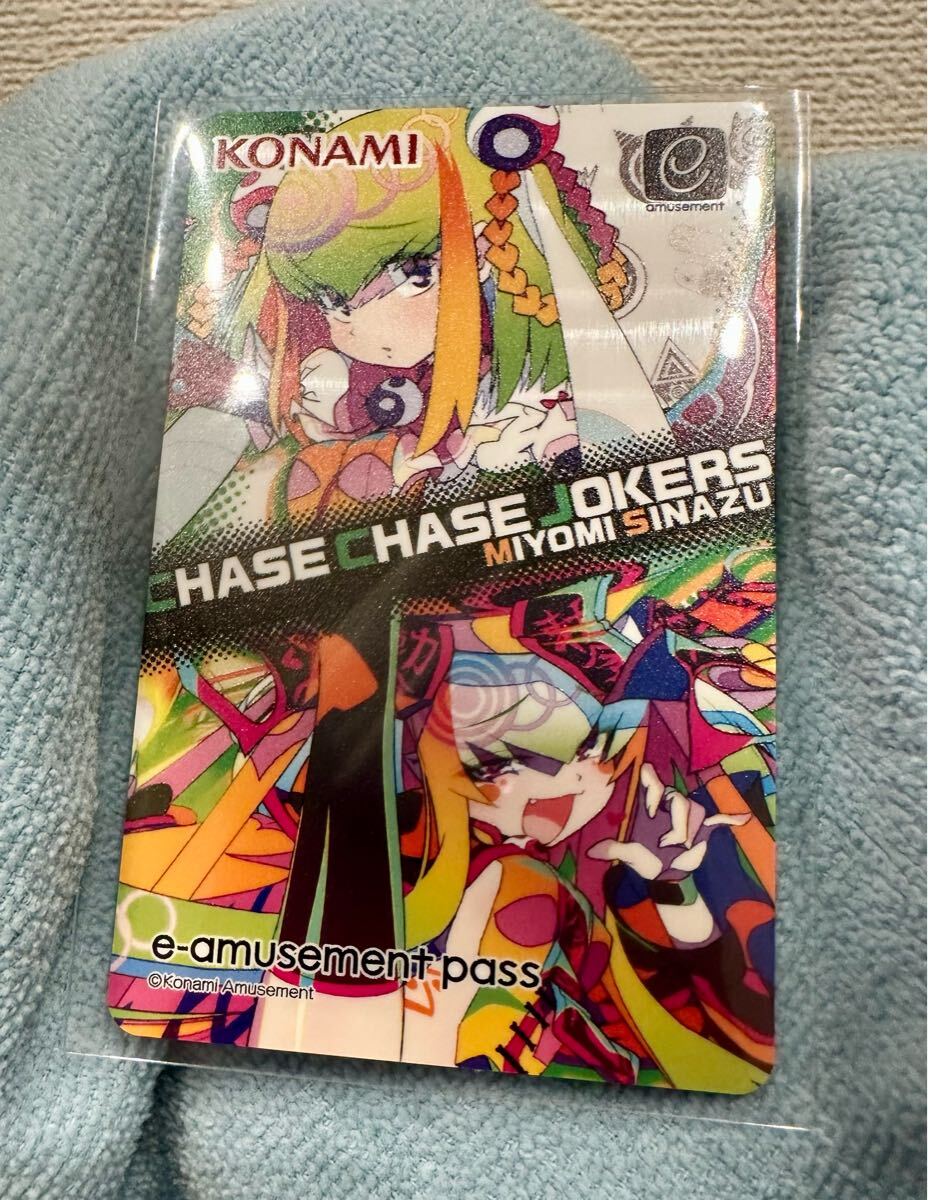 KONAMI
e
amusement
CHASE CHASE JOKERS
MIYOMI SINAZU
e-amusement pass
©Konami Amusement